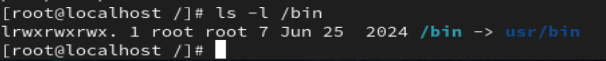 [root@localhost /]# ls -l /bin
lrwxrwxrwx. 1 root root 7 Jun 25  2024 /bin -> usr/bin
[root@localhost /]#